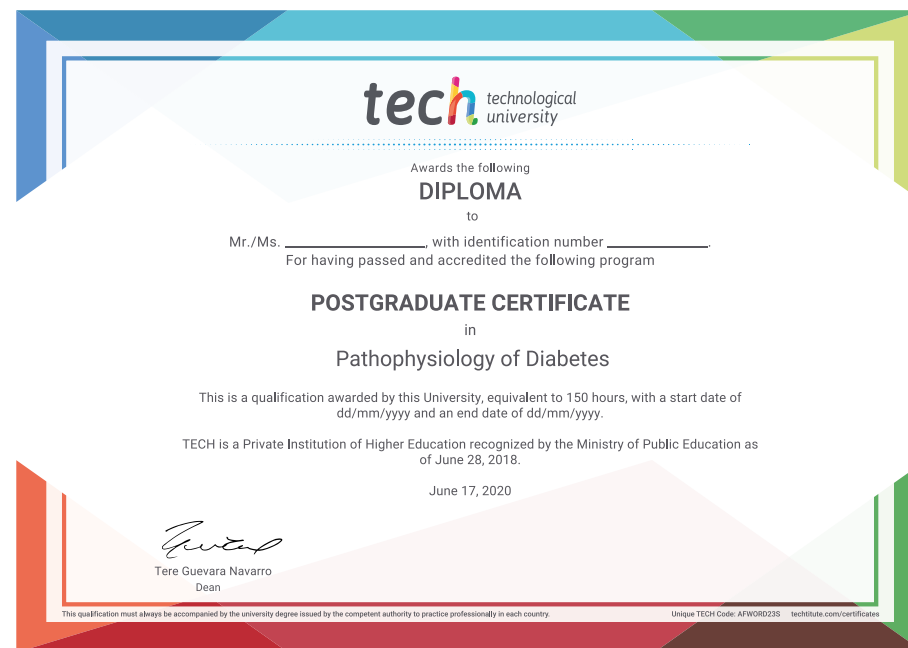 tech technological
university
Awards the following
DIPLOMA
to
Mr./Ms. ____________________, with identification number ______________.
For having passed and accredited the following program
POSTGRADUATE CERTIFICATE
in
Pathophysiology of Diabetes
This is a qualification awarded by this University, equivalent to 150 hours, with a start date of
dd/mm/yyyy and an end date of dd/mm/yyyy.
TECH is a Private Institution of Higher Education recognized by the Ministry of Public Education as
of June 28, 2018.
June 17, 2020
Tere Guevara Navarro
Dean
This qualification must always be accompanied by the university degree issued by the competent authority to practice professionally in each country. Unique TECH Code: AFWORD23S techtitute.com/certificates